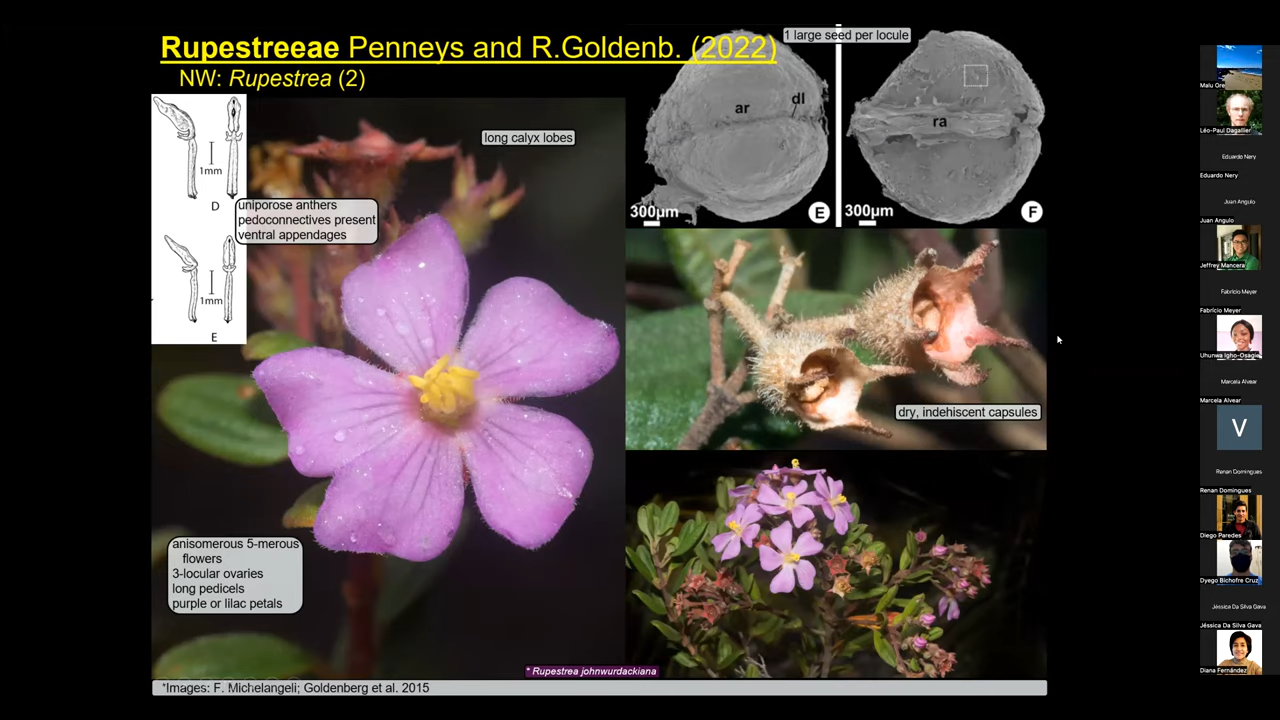 Rupestreeae Penneys and R.Goldenb. (2022)
NW: Rupestrea (2)
1 large seed per locule
long calyx lobes
1mm
D
uniporose anthers
pedoconnectives present
ventral appendages
1mm
E
ar
dl
300µm
E
ra
300µm
F
dry, indehiscent capsules
anisomerous 5-merous
flowers
3-locular ovaries
long pedicels
purple or lilac petals
* Rupestrea johnwurdackiana
*Images: F. Michelangeli; Goldenberg et al. 2015
Malu Ore
Léo-Paul Dagallier
Eduardo Nery
Eduardo Nery
Juan Angulo
Juan Angulo
Jeffrey Mancera
Fabrício Meyer
Fabrício Meyer
Uhunwa Igho-Osagie
Marcela Alvear
Marcela Alvear
V
Renan Domingues
Renan Domingues
Diego Paredes
Dyego Bichofre Cruz
Jéssica Da Silva Gava
Jéssica Da Silva Gava
Diana Fernández